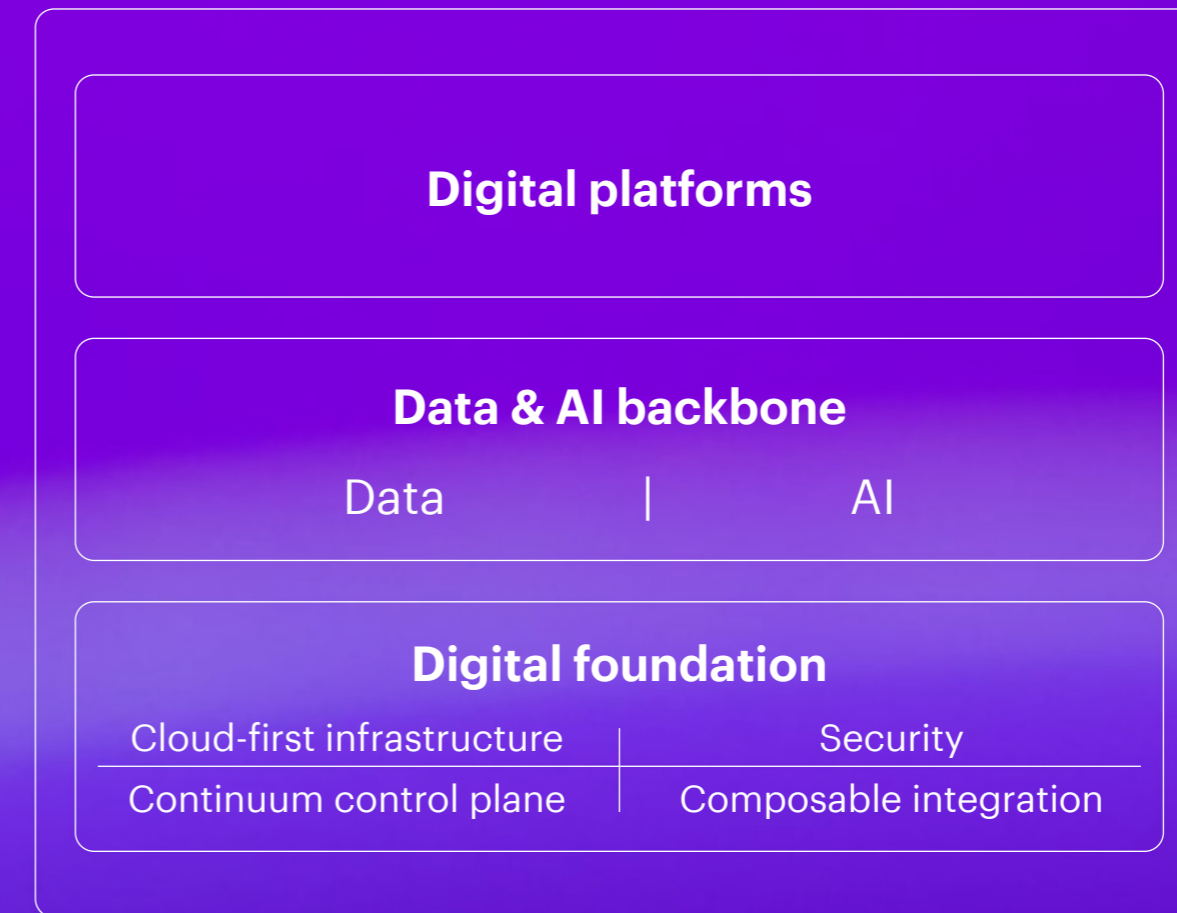 Digital platforms
Data & AI backbone
Data | AI
Digital foundation
Cloud-first infrastructure Security
Continuum control plane Composable integration